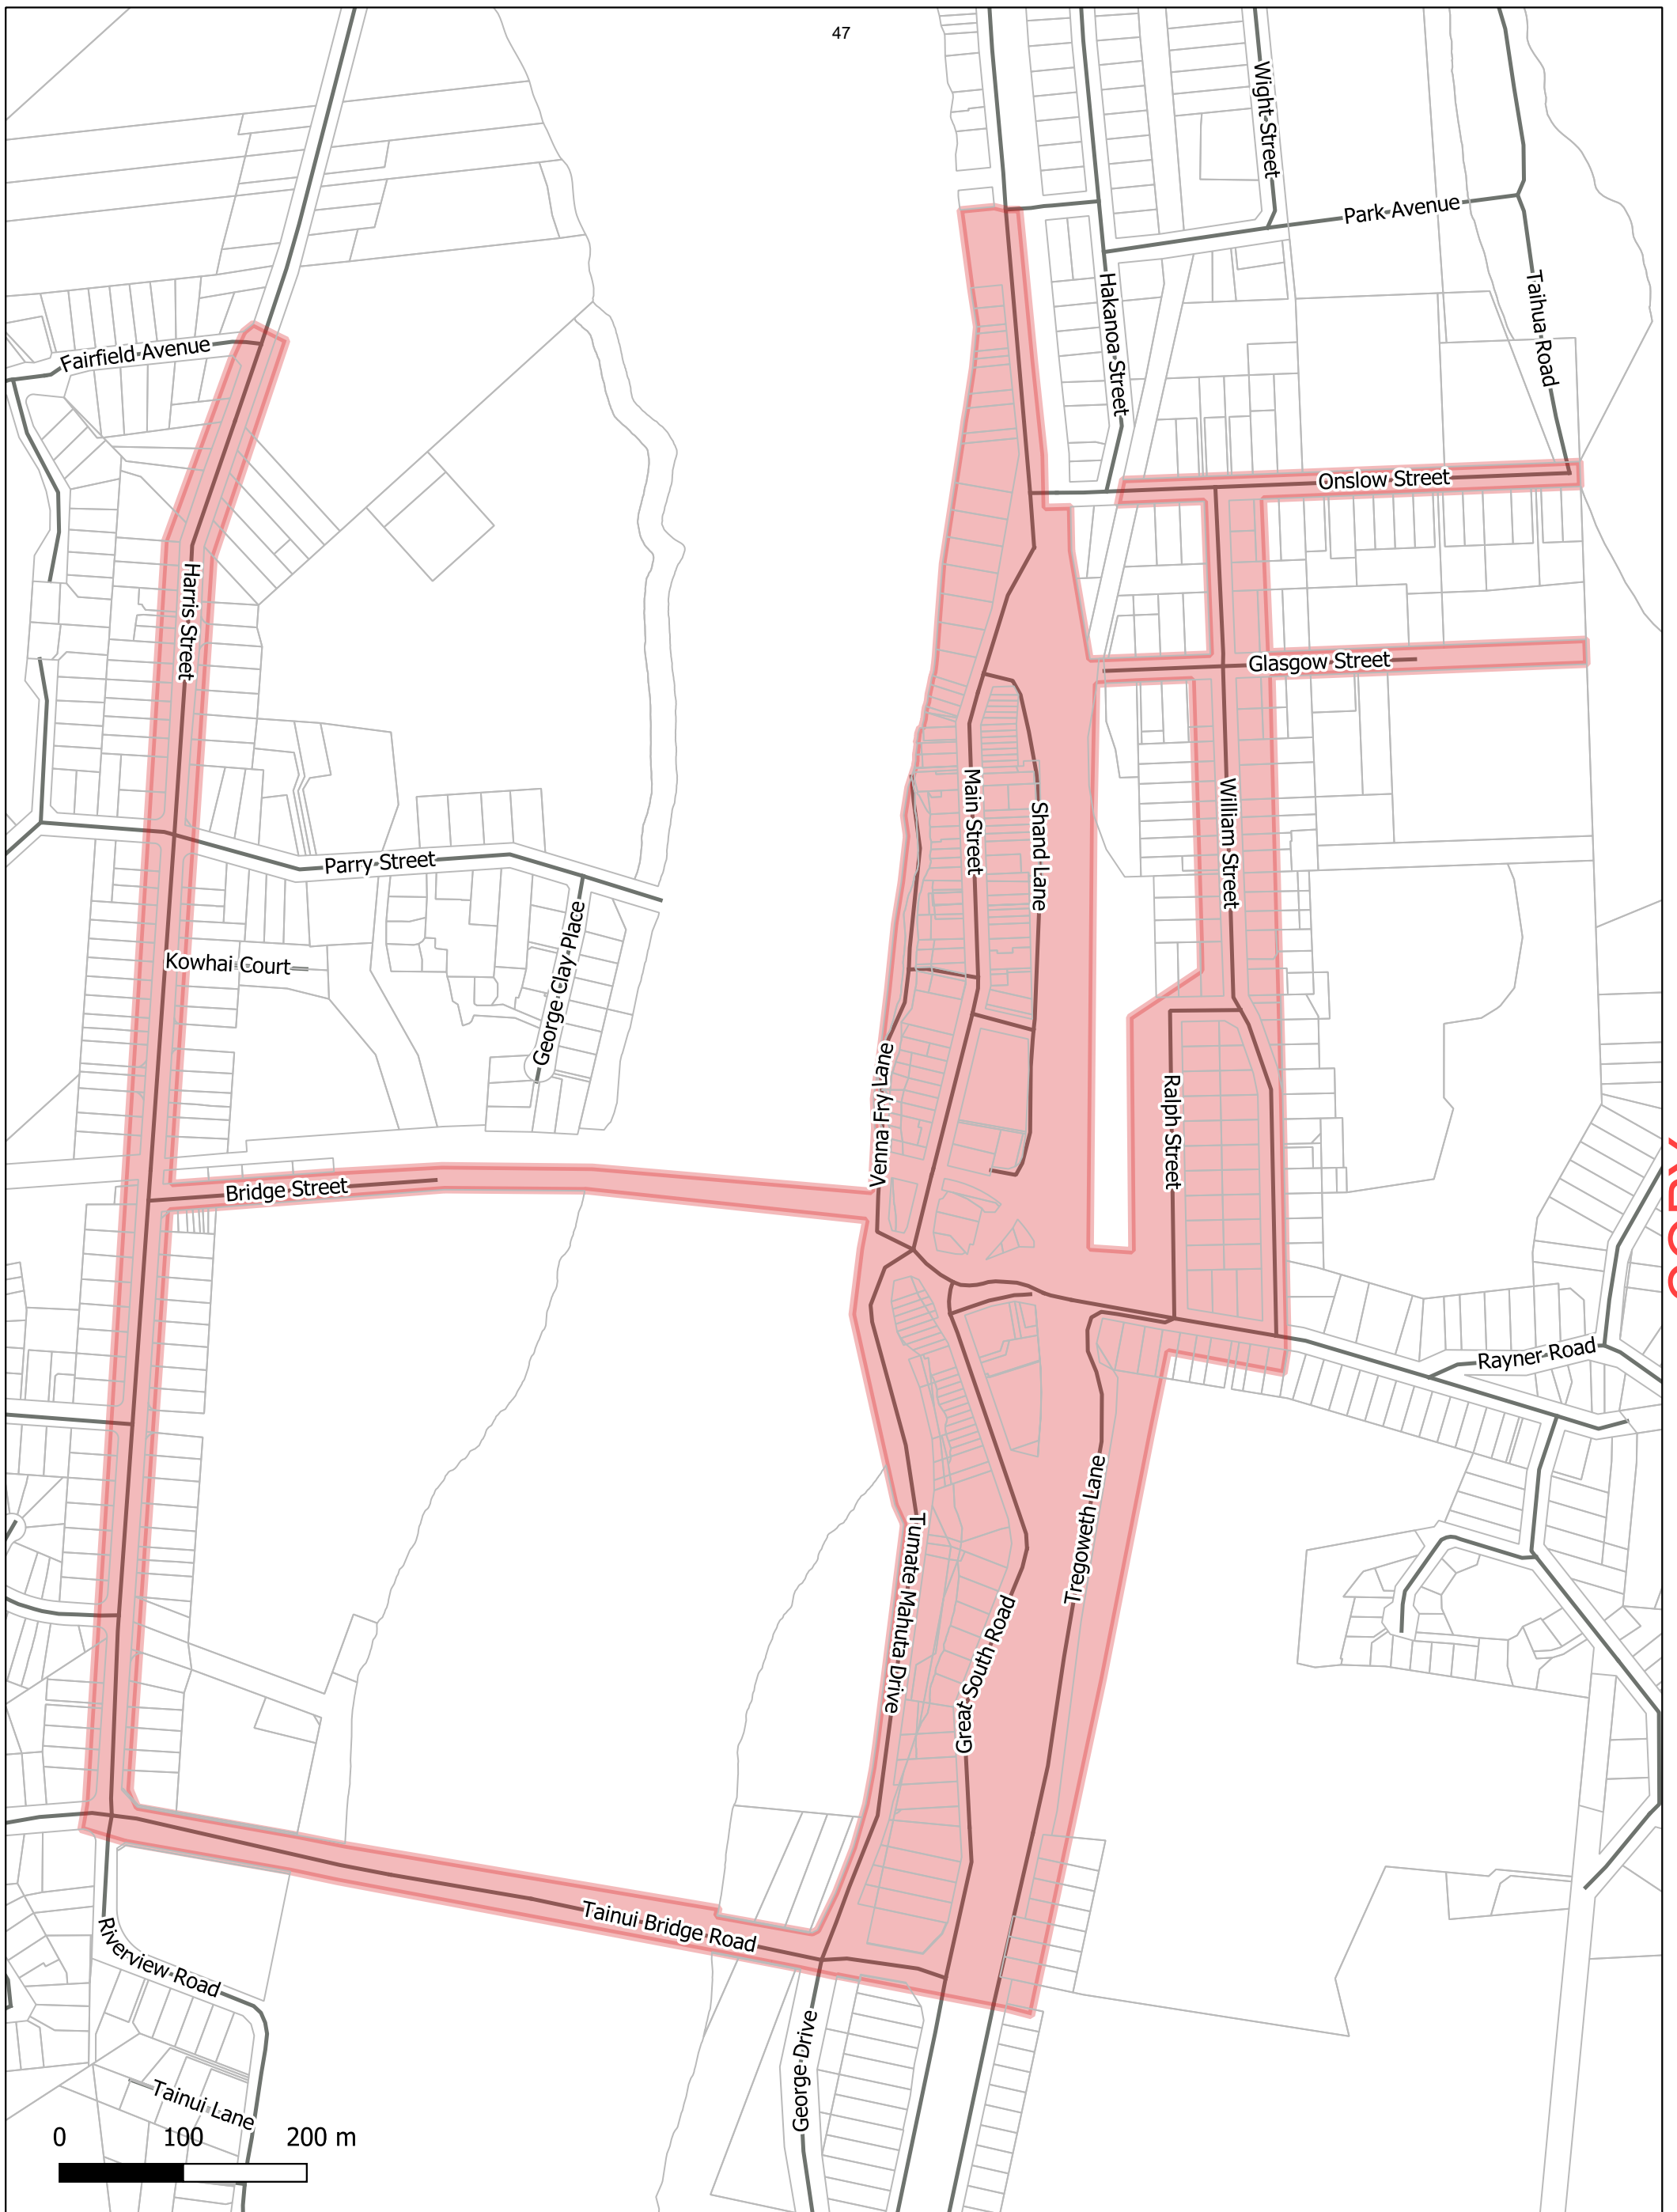 47
Wight Street
Park Avenue
Taihua Road
Hakanoa Street
Fairfield Avenue
Onslow Street
Harris Street
Glasgow Street
Main Street
Shand Lane
William Street
Parry Street
George Clay Place
Kowhai Court
Venna Fry Lane
Ralph Street
COPY
Bridge Street
Rayner Road
Tregoweth Lane
Tumate Mahuta Drive
Great South Road
Tainui Bridge Road
Riverview Road
George Drive
Tainui Lane
0 100 200 m